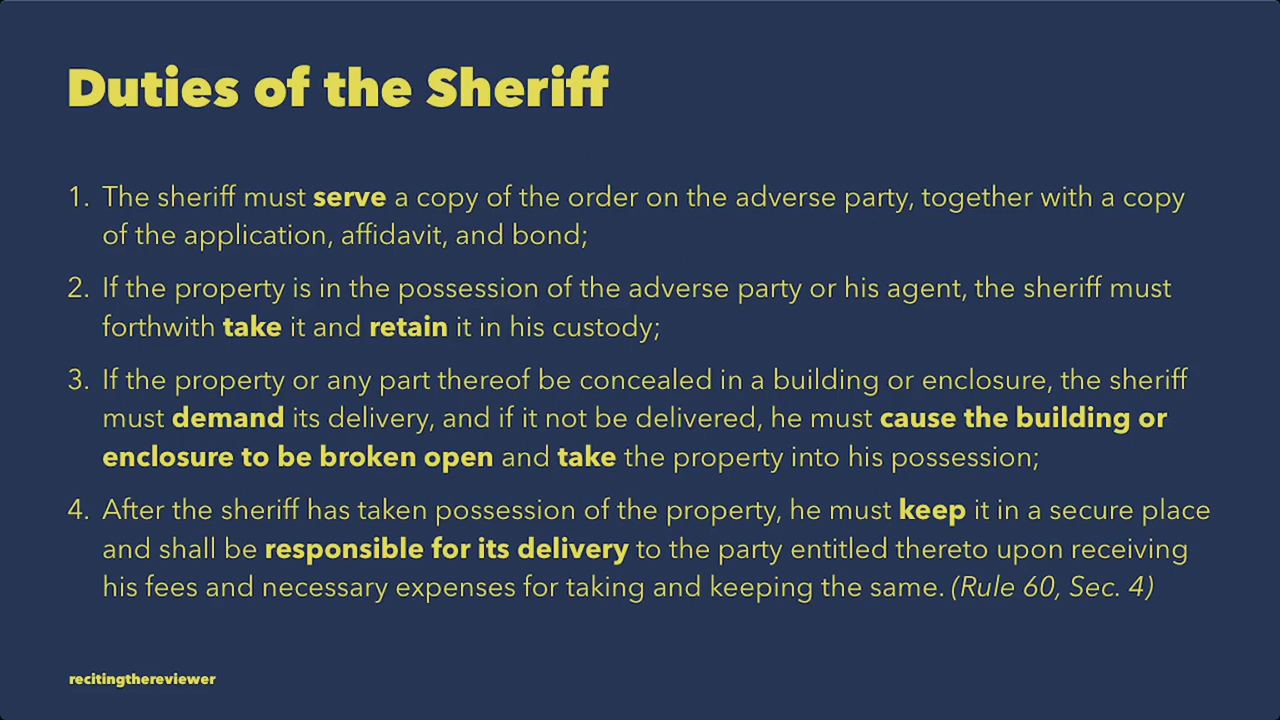 Duties of the Sheriff
1. The sheriff must serve a copy of the order on the adverse party, together with a copy
of the application, affidavit, and bond;
2. If the property is in the possession of the adverse party or his agent, the sheriff must
forthwith take it and retain it in his custody;
3. If the property or any part thereof be concealed in a building or enclosure, the sheriff
must demand its delivery, and if it not be delivered, he must cause the building or
enclosure to be broken open and take the property into his possession;
4. After the sheriff has taken possession of the property, he must keep it in a secure place
and shall be responsible for its delivery to the party entitled thereto upon receiving
his fees and necessary expenses for taking and keeping the same. (Rule 60, Sec. 4)
recitingthereviewer